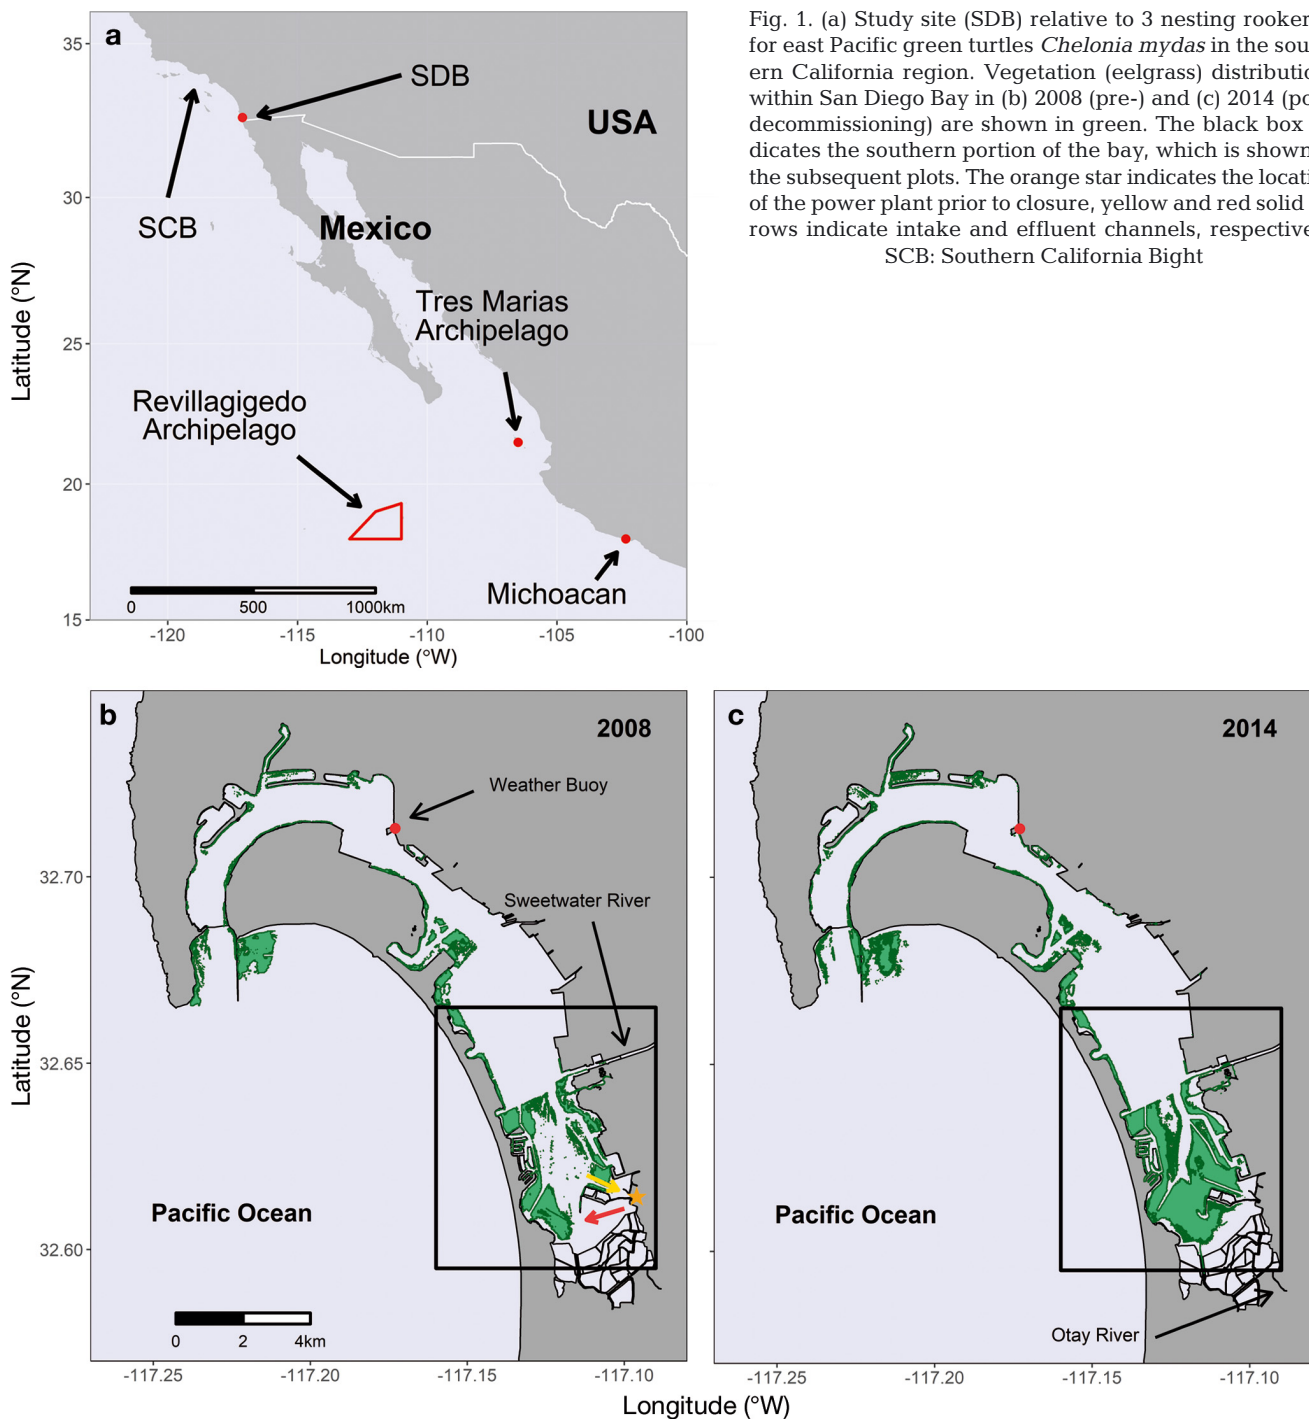 a
35
30
25
20
15
Latitude (°N)
SDB
USA
SCB
Mexico
Tres Marias
Archipelago
Revillagigedo
Archipelago
Michoacan
0 500 1000km
-120 -115 -110 -105 -100
Longitude (°W)
Fig. 1. (a) Study site (SDB) relative to 3 nesting rooker
for east Pacific green turtles Chelonia mydas in the sou
ern California region. Vegetation (eelgrass) distributio
within San Diego Bay in (b) 2008 (pre-) and (c) 2014 (po
decommissioning) are shown in green. The black box
dicates the southern portion of the bay, which is shown
the subsequent plots. The orange star indicates the locati
of the power plant prior to closure, yellow and red solid
rows indicate intake and effluent channels, respective
SCB: Southern California Bight
b
2008
Weather Buoy
Sweetwater River
32.70
32.65
32.60
Latitude (°N)
Pacific Ocean
0 2 4km
-117.25 -117.20 -117.15 -117.10
c
2014
Pacific Ocean
Otay River
-117.25 -117.20 -117.15 -117.10
Longitude (°W)